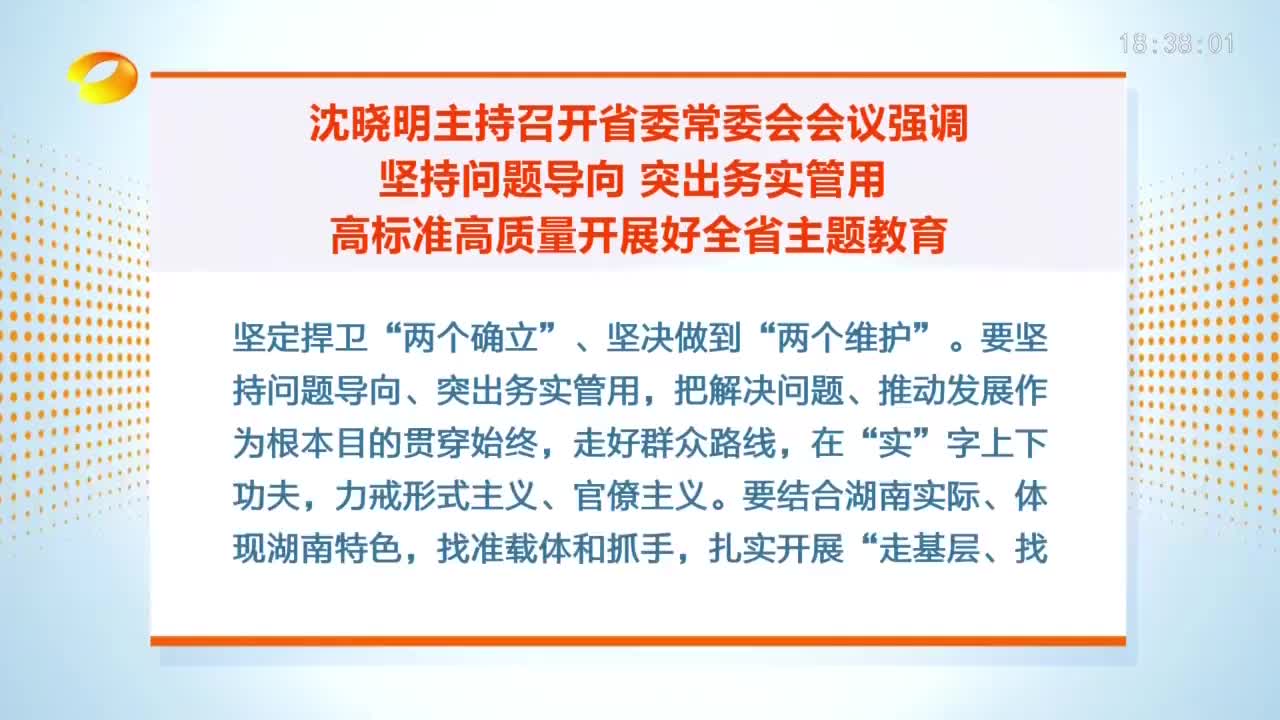 18:38:01
沈晓明主持召开省委常委会会议强调
坚持问题导向 突出务实管用
高标准高质量开展好全省主题教育
坚定捍卫“两个确立”、坚决做到“两个维护”。要坚
持问题导向、突出务实管用，把解决问题、推动发展作
为根本目的贯穿始终，走好群众路线，在“实”字上下
功夫，力戒形式主义、官僚主义。要结合湖南实际、体
现湖南特色，找准载体和抓手，扎实开展“走基层、找